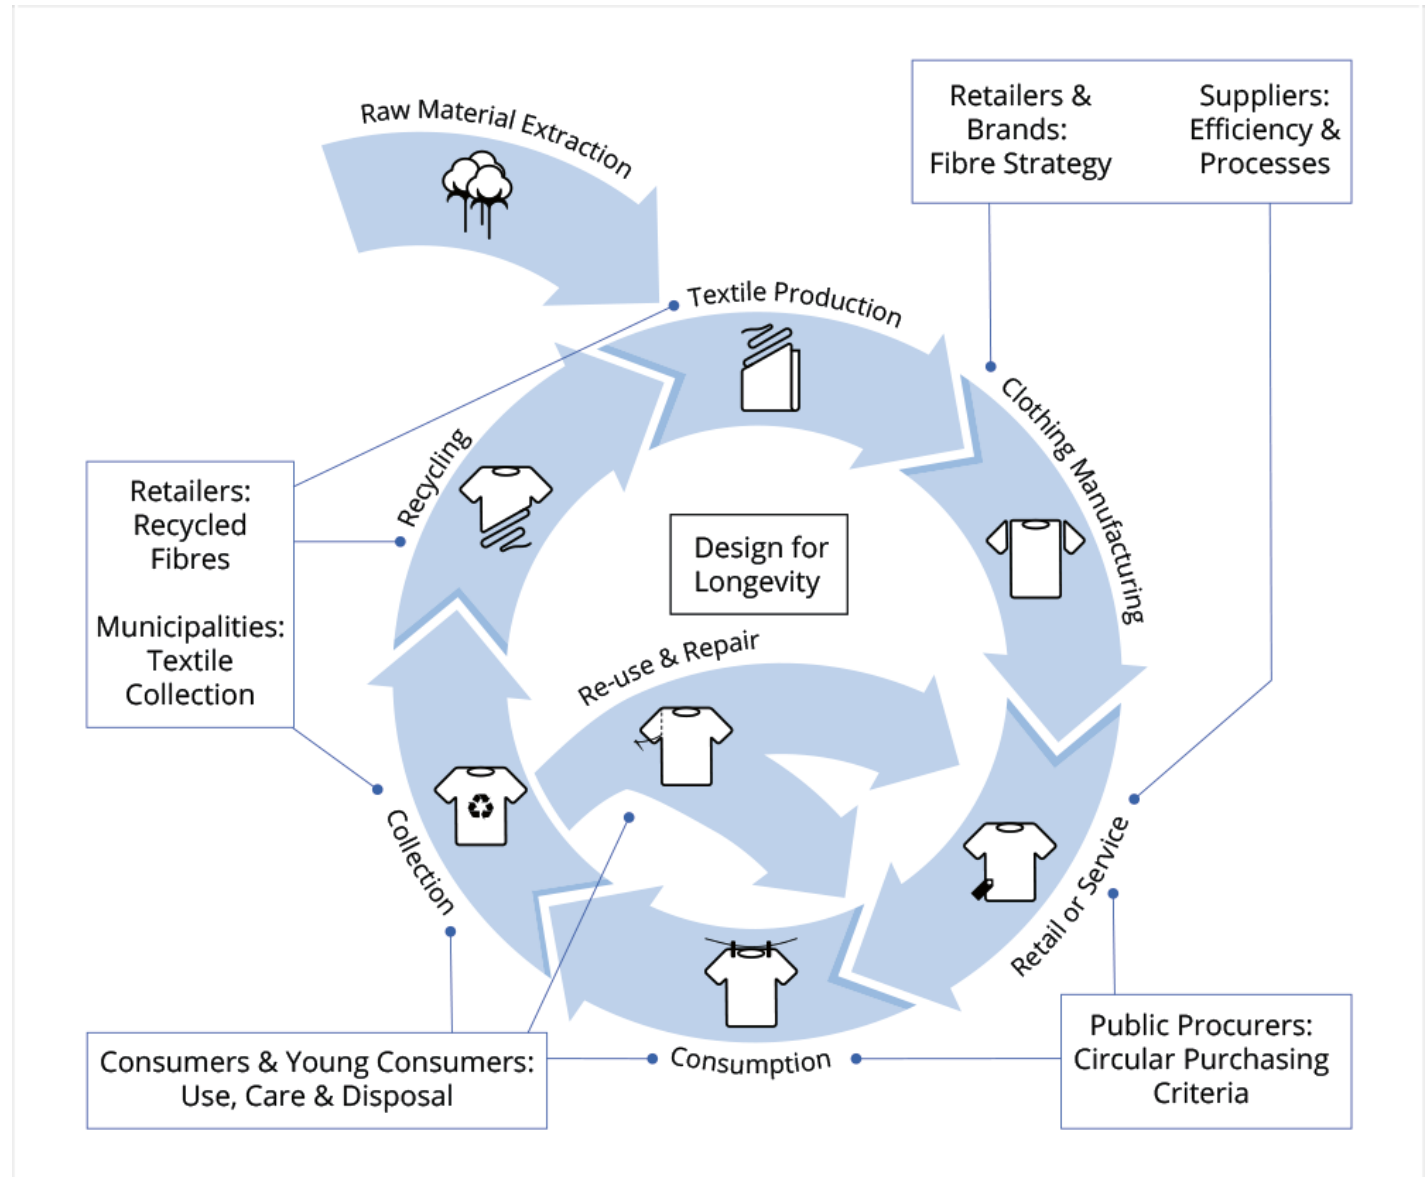 Raw Material Extraction
Retailers &
Brands:
Fibre Strategy
Suppliers:
Efficiency &
Processes
Textile Production
Clothing Manufacturing
Recycling
Retailers:
Recycled
Fibres
Municipalities:
Textile
Collection
Design for
Longevity
Re-use & Repair
Collection
Retail or Service
Consumers & Young Consumers:
Use, Care & Disposal
Consumption
Public Procurers:
Circular Purchasing
Criteria